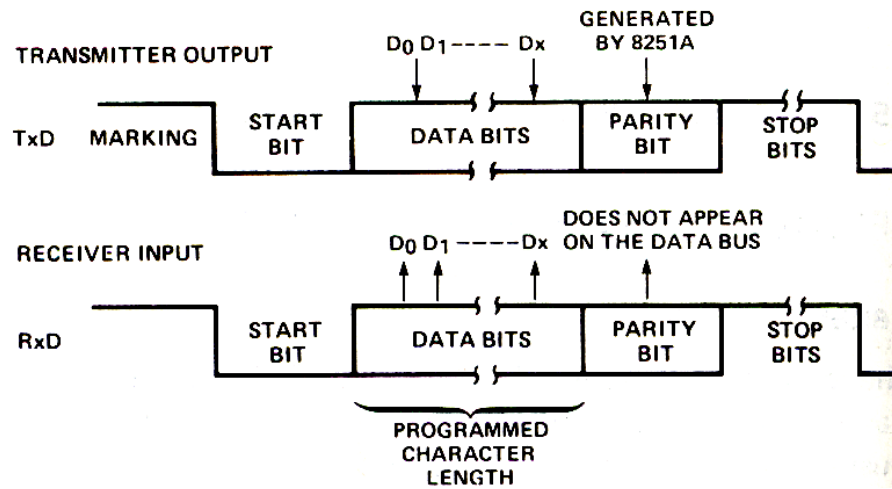 TRANSMITTER OUTPUT
D0 D1 ----- Dx
GENERATED
BY 8251A
TxD
MARKING
START
BIT
DATA BITS
PARITY
BIT
STOP
BITS
RECEIVER INPUT
D0 D1 -----Dx
DOES NOT APPEAR
ON THE DATA BUS
RxD
START
BIT
DATA BITS
PARITY
BIT
STOP
BITS
PROGRAMMED
CHARACTER
LENGTH